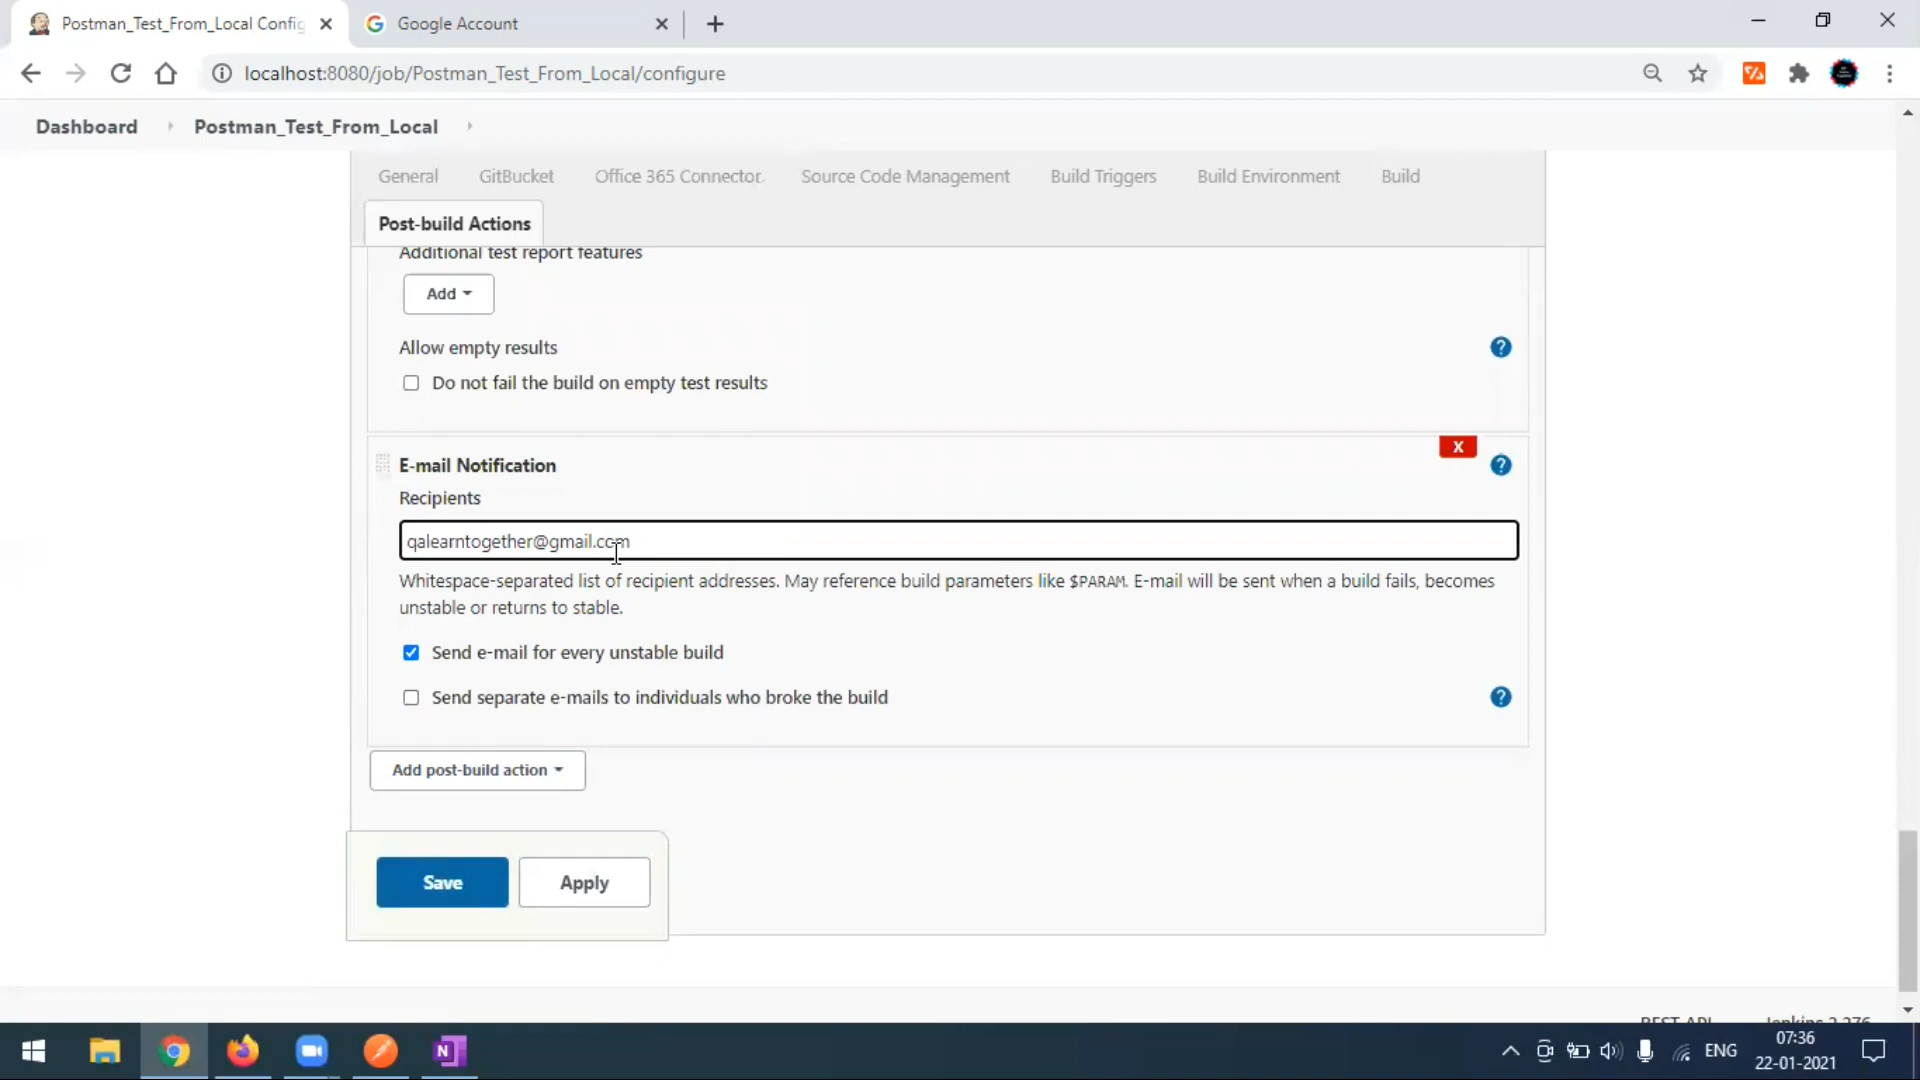 Postman_Test_From_Local Config
Google Account
localhost:8080/job/Postman_Test_From_Local/configure
Dashboard
Postman_Test_From_Local
General
GitBucket
Office 365 Connector
Source Code Management
Build Triggers
Build Environment
Build
Post-build Actions
Additional test report features
Add
Allow empty results
?
Do not fail the build on empty test results
X
E-mail Notification
?
Recipients
qalearntogether@gmail.com
Whitespace-separated list of recipient addresses. May reference build parameters like $PARAM. E-mail will be sent when a build fails, becomes
unstable or returns to stable.
Send e-mail for every unstable build
Send separate e-mails to individuals who broke the build
?
Add post-build action
Save
Apply
REST API
Jenkins 2.276
N
ENG
07:36
22-01-2021